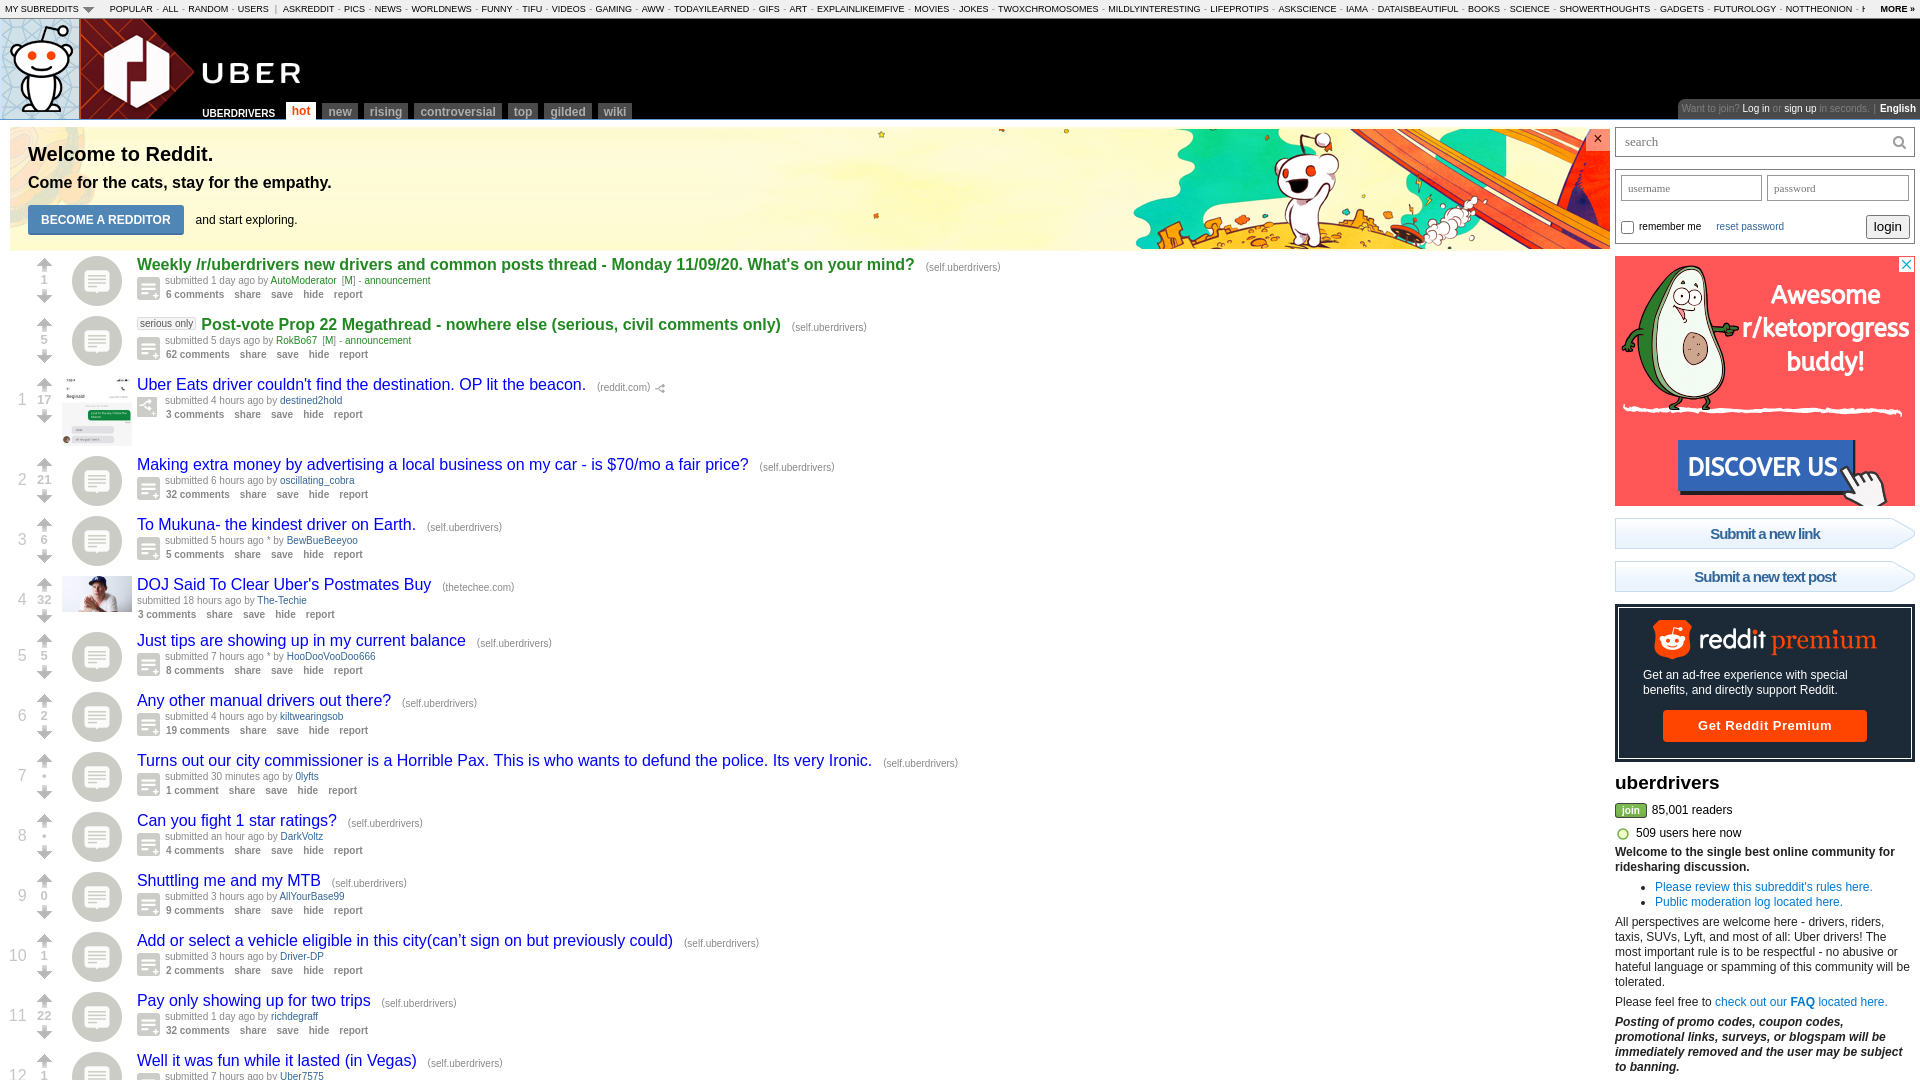 MY SUBREDDITS POPULAR - ALL - RANDOM - USERS | ASKREDDIT - PICS - NEWS - WORLDNEWS - FUNNY - TIFU - VIDEOS - GAMING - AWW - TODAYILEARNED - GIFS - ART - EXPLAINLIKEIMFIVE - MOVIES - JOKES - TWOXCHROMOSOMES - MILDLYINTERESTING - LIFEPROTIPS - ASKSCIENCE - IAMA - DATAISBEAUTIFUL - BOOKS - SCIENCE - SHOWERTHOUGHTS - GADGETS - FUTUROLOGY - NOTTHEONION - MORE »
UBER
UBERDRIVERS hot new rising controversial top gilded wiki
Want to join? Log in or sign up in seconds. | English
Welcome to Reddit.
Come for the cats, stay for the empathy.
BECOME A REDDITOR and start exploring.
×
1
Weekly /r/uberdrivers new drivers and common posts thread - Monday 11/09/20. What's on your mind? (self.uberdrivers)
submitted 1 day ago by AutoModerator [M] - announcement
6 comments share save hide report
5
serious only Post-vote Prop 22 Megathread - nowhere else (serious, civil comments only) (self.uberdrivers)
submitted 5 days ago by RokBo67 [M] - announcement
62 comments share save hide report
1 17
Uber Eats driver couldn't find the destination. OP lit the beacon. (reddit.com)
submitted 4 hours ago by destined2hold
3 comments share save hide report
2 21
Making extra money by advertising a local business on my car - is $70/mo a fair price? (self.uberdrivers)
submitted 6 hours ago by oscillating_cobra
32 comments share save hide report
3 6
To Mukuna- the kindest driver on Earth. (self.uberdrivers)
submitted 5 hours ago * by BewBueBeeyoo
5 comments share save hide report
4 32
DOJ Said To Clear Uber's Postmates Buy (thetechee.com)
submitted 18 hours ago by The-Techie
3 comments share save hide report
5 5
Just tips are showing up in my current balance (self.uberdrivers)
submitted 7 hours ago * by HooDooVooDoo666
8 comments share save hide report
6 2
Any other manual drivers out there? (self.uberdrivers)
submitted 4 hours ago by kiltwearingsob
19 comments share save hide report
7 •
Turns out our city commissioner is a Horrible Pax. This is who wants to defund the police. Its very Ironic. (self.uberdrivers)
submitted 30 minutes ago by 0lyfts
1 comment share save hide report
8 •
Can you fight 1 star ratings? (self.uberdrivers)
submitted an hour ago by DarkVoltz
4 comments share save hide report
9 0
Shuttling me and my MTB (self.uberdrivers)
submitted 3 hours ago by AllYourBase99
9 comments share save hide report
10 1
Add or select a vehicle eligible in this city(can’t sign on but previously could) (self.uberdrivers)
submitted 3 hours ago by Driver-DP
2 comments share save hide report
11 22
Pay only showing up for two trips (self.uberdrivers)
submitted 1 day ago by richdegraff
32 comments share save hide report
12 1
Well it was fun while it lasted (in Vegas) (self.uberdrivers)
submitted 7 hours ago by Uber7575
search
username password
remember me reset password login
Awesome
r/ketoprogress
buddy!
DISCOVER US
Submit a new link
Submit a new text post
reddit premium
Get an ad-free experience with special
benefits, and directly support Reddit.
Get Reddit Premium
uberdrivers
join 85,001 readers
509 users here now
Welcome to the single best online community for
ridesharing discussion.
• Please review this subreddit's rules here.
• Public moderation log located here.
All perspectives are welcome here - drivers, riders,
taxis, SUVs, Lyft, and most of all: Uber drivers! The
most important rule is to be respectful - no abusive or
hateful language or spamming of this community will be
tolerated.
Please feel free to check out our FAQ located here.
Posting of promo codes, coupon codes,
promotional links, surveys, or blogspam will be
immediately removed and the user may be subject
to banning.